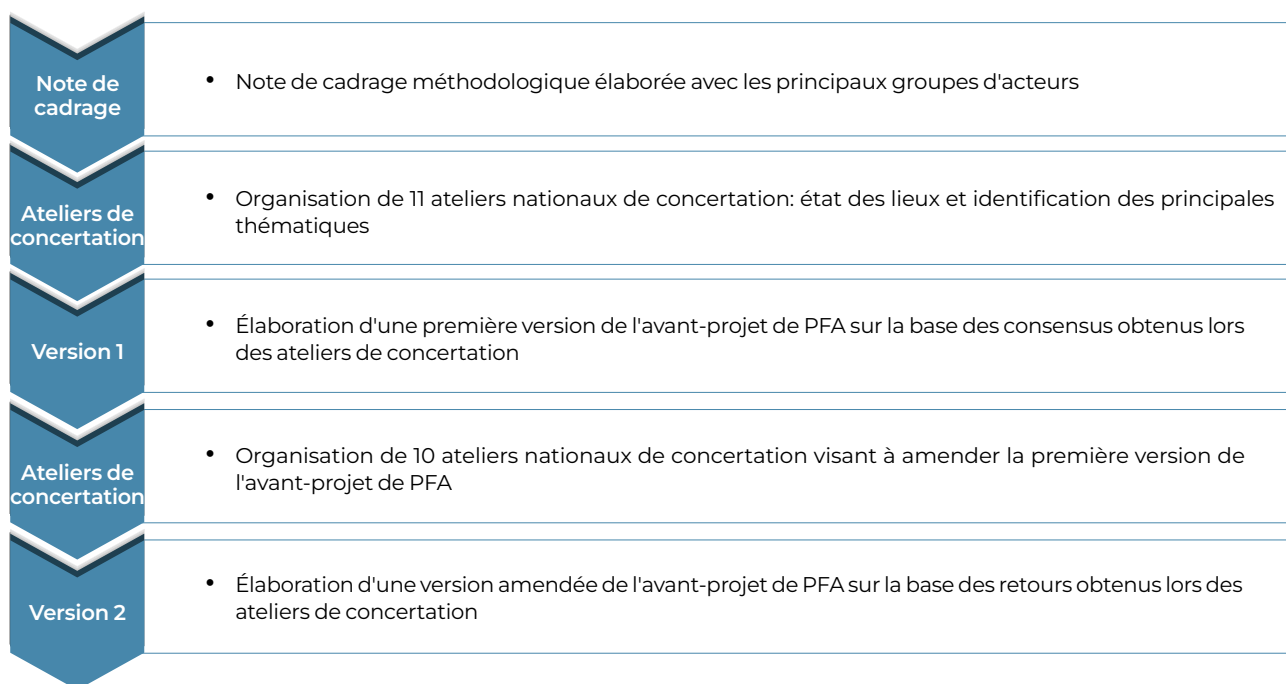 Note de
cadrage
• Note de cadrage méthodologique élaborée avec les principaux groupes d'acteurs
Ateliers de
concertation
• Organisation de 11 ateliers nationaux de concertation: état des lieux et identification des principales
thématiques
Version 1
• Élaboration d'une première version de l'avant-projet de PFA sur la base des consensus obtenus lors
des ateliers de concertation
Ateliers de
concertation
• Organisation de 10 ateliers nationaux de concertation visant à amender la première version de
l'avant-projet de PFA
Version 2
• Élaboration d'une version amendée de l'avant-projet de PFA sur la base des retours obtenus lors des
ateliers de concertation